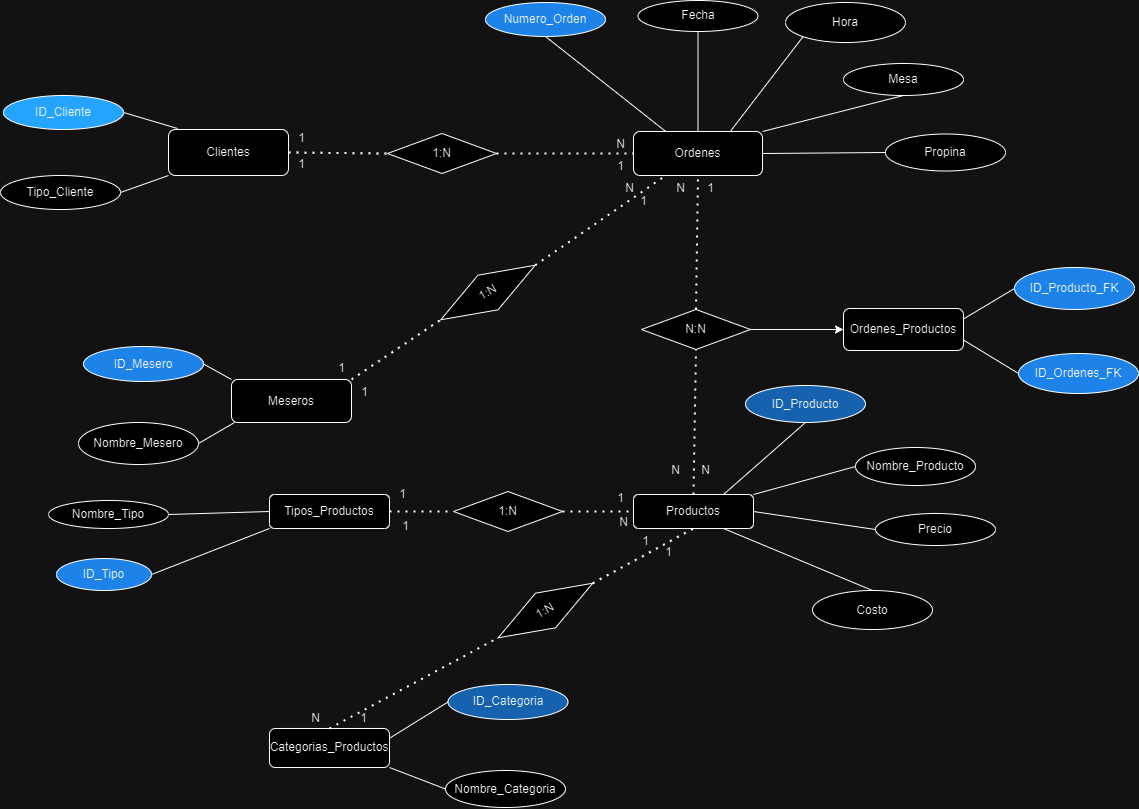 Numero_Orden
Fecha
Hora
Mesa
Propina
ID_Cliente
Clientes
Tipo_Cliente
1
1
1:N
N
1
Ordenes
N
1
N
1
1:N
N:N
Ordenes_Productos
ID_Producto_FK
ID_Ordenes_FK
ID_Mesero
Meseros
Nombre_Mesero
1
1
ID_Producto
Nombre_Producto
Precio
Costo
N
N
Nombre_Tipo
ID_Tipo
Tipos_Productos
1
1
1:N
1
N
Productos
1
1
1:N
N
1
ID_Categoria
Categorias_Productos
Nombre_Categoria